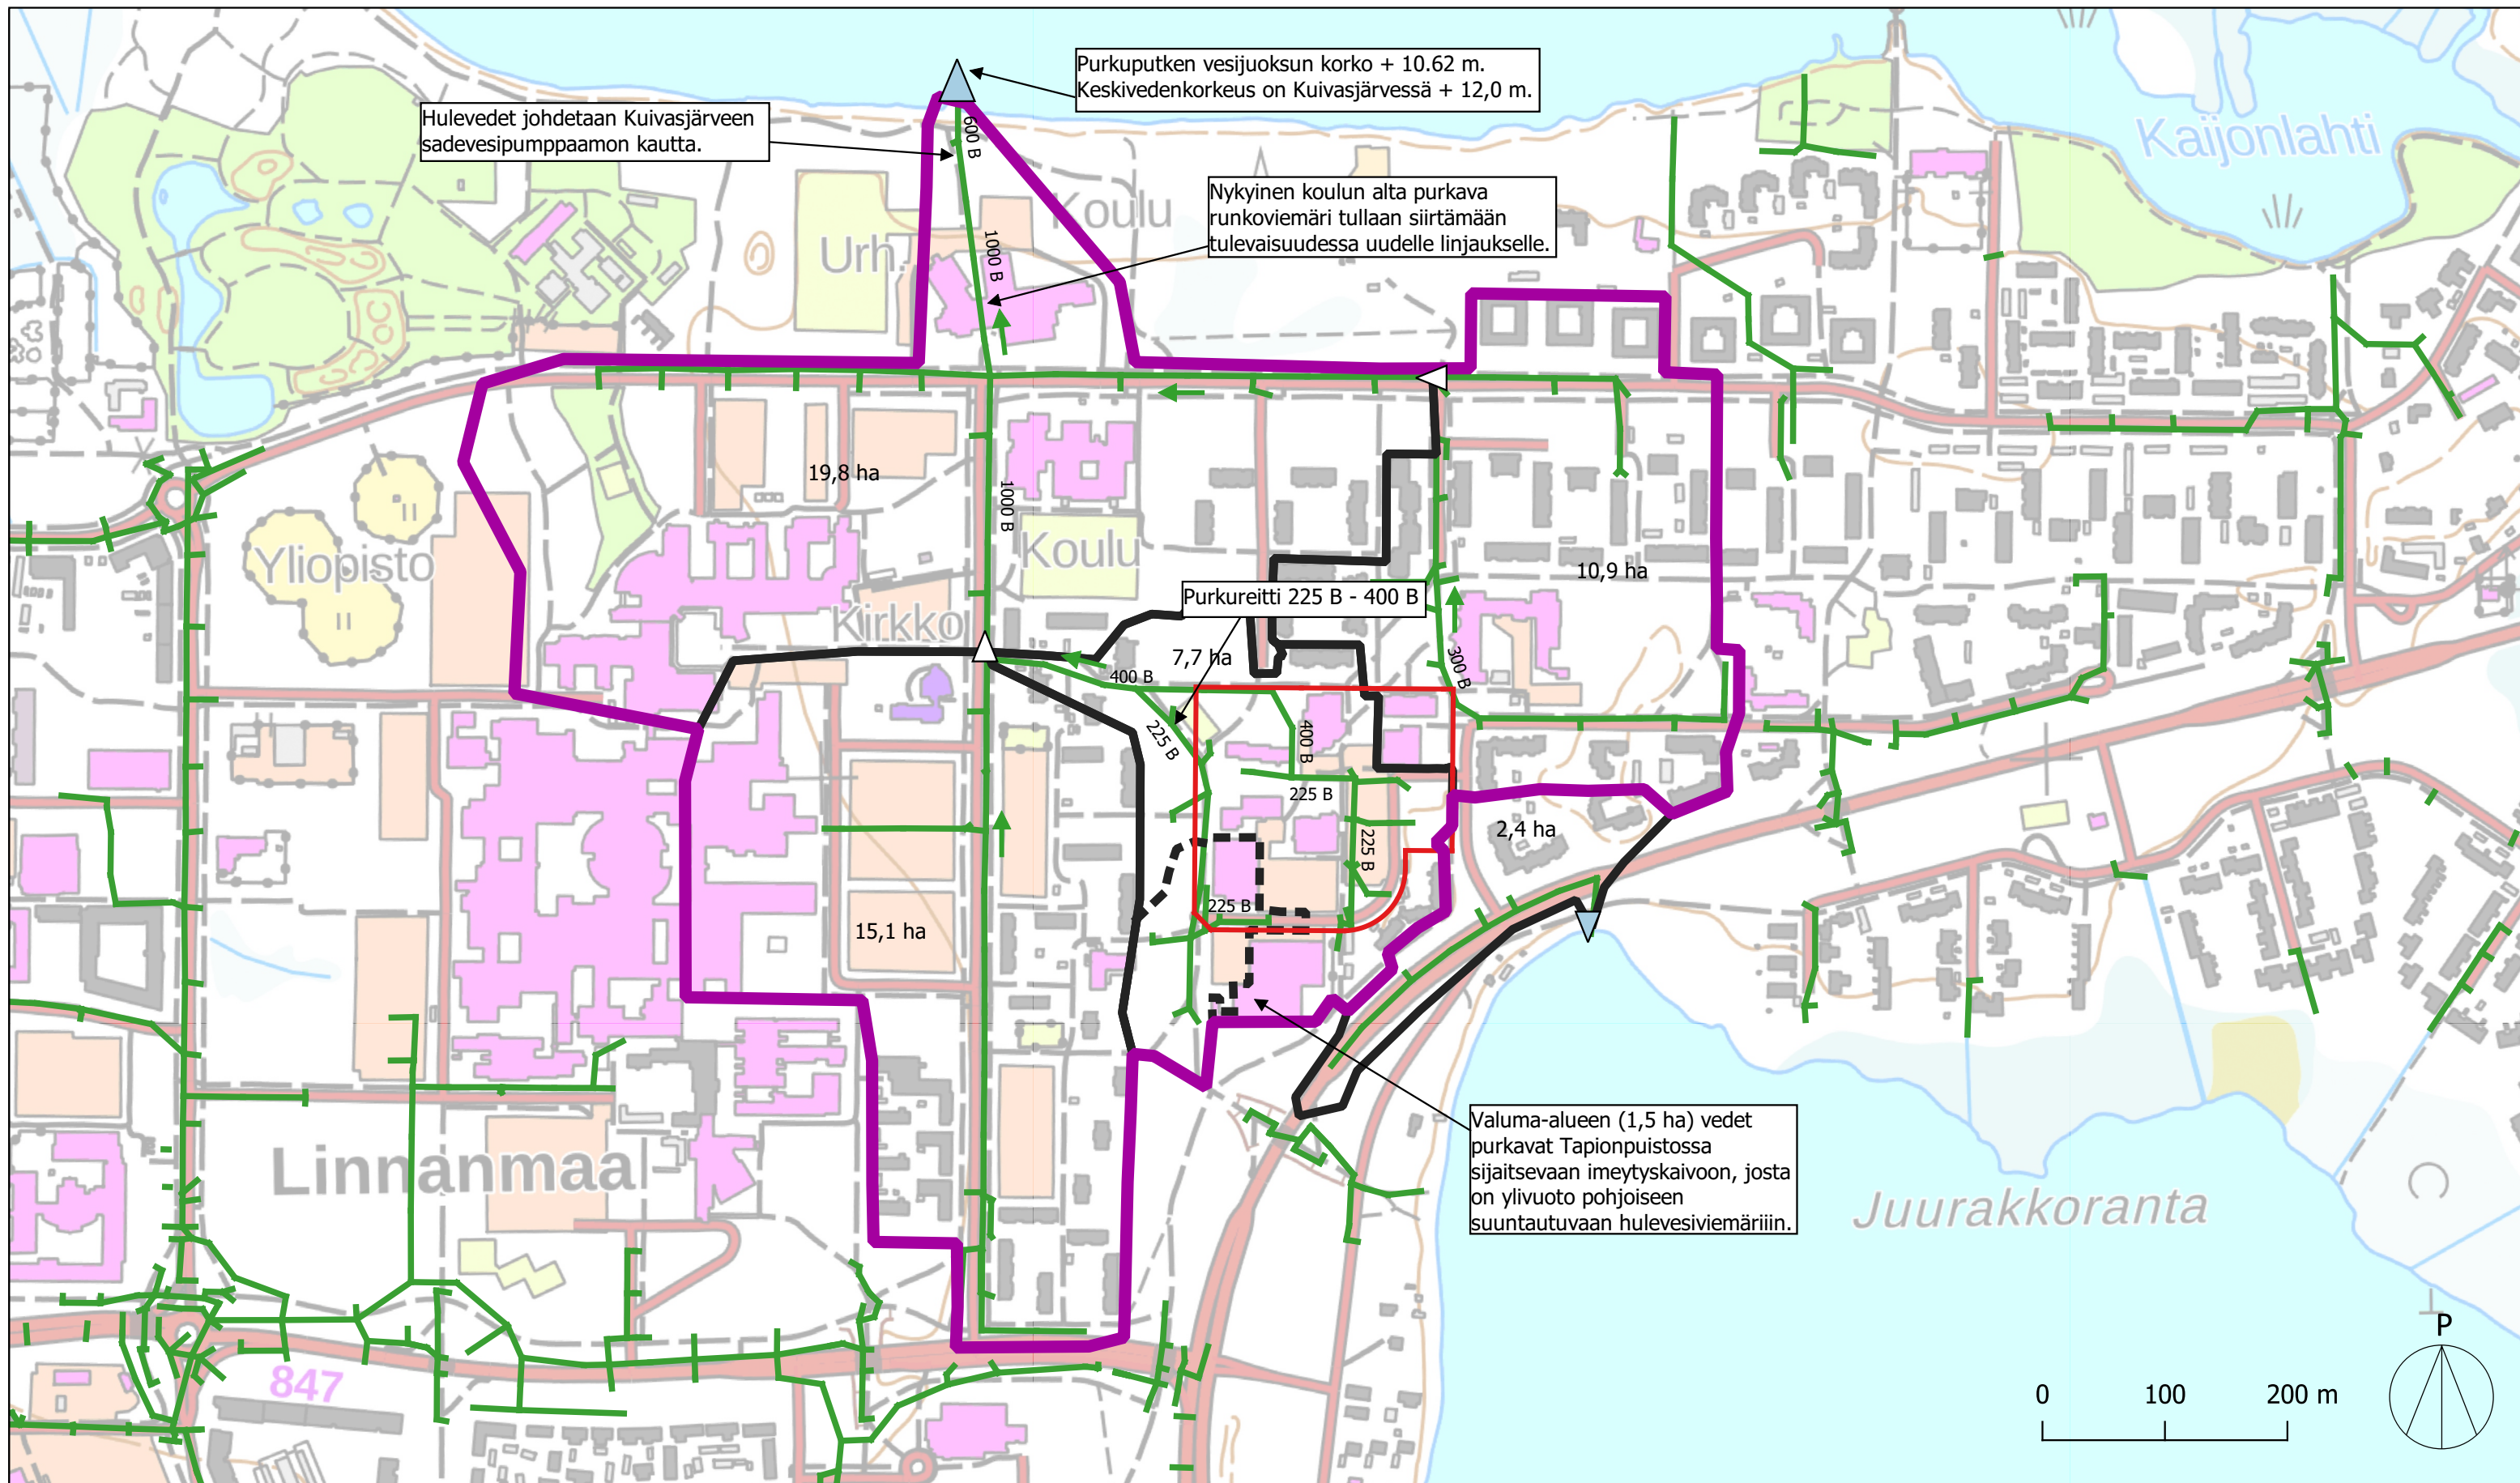 Purkuputken vesijuoksun korko + 10.62 m.
Keskivedenkorkeus on Kuivasjärvessä + 12,0 m.
Hulevedet johdetaan Kuivasjärveen
sadevesipumppaamon kautta.
600 B
Kaijonlahti
Nykyinen koulun alta purkava
runkoviemäri tullaan siirtämään
tulevaisuudessa uudelle linjaukselle.
Koulu
Urh.
1000 B
19,8 ha
1000 B
Koulu
Yliopisto
10,9 ha
Purkureitti 225 B - 400 B
Kirkko
7,7 ha
300 B
400 B
225 B
400 B
225 B
2,4 ha
225 B
225 B
15,1 ha
Linnanmaa
Valuma-alueen (1,5 ha) vedet
purkavat Tapionpuistossa
sijaitsevaan imeytyskaivoon, josta
on ylivuoto pohjoiseen
suuntautuvaan hulevesiviemäriiin.
Juurakkoranta
847
P
0 100 200 m